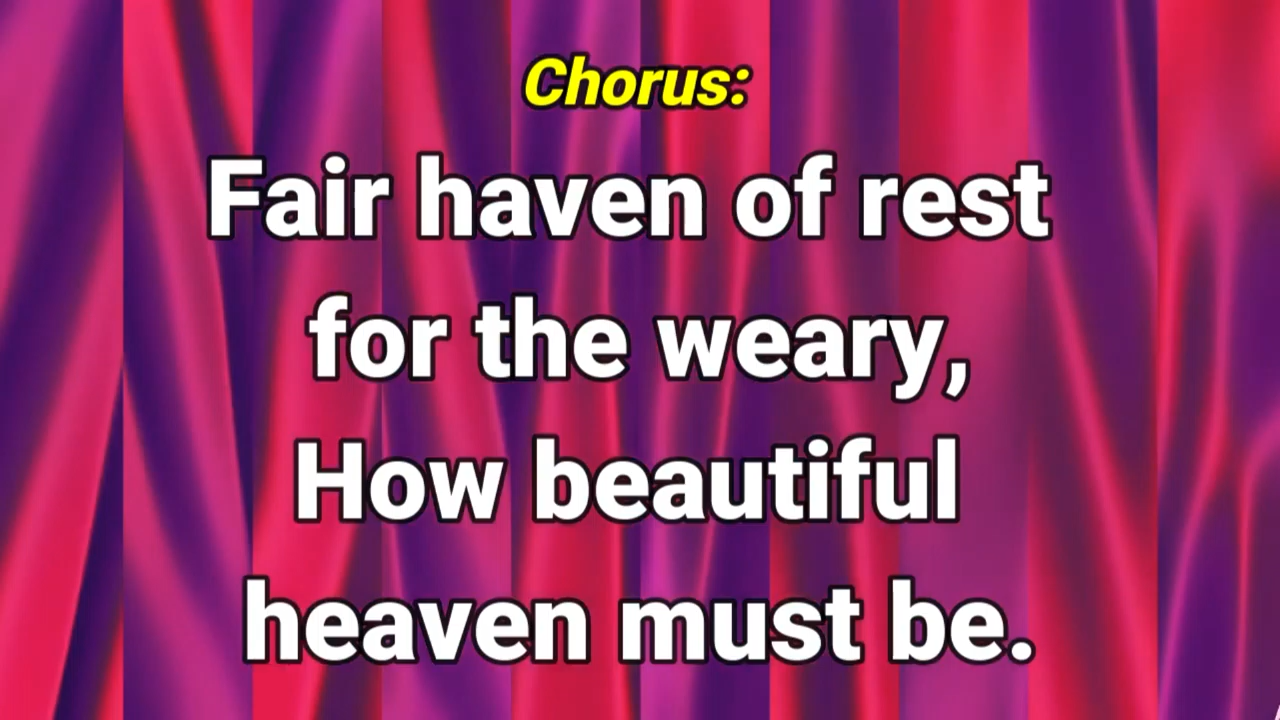 Chorus:
Fair haven of rest
for the weary,
How beautiful
heaven must be.